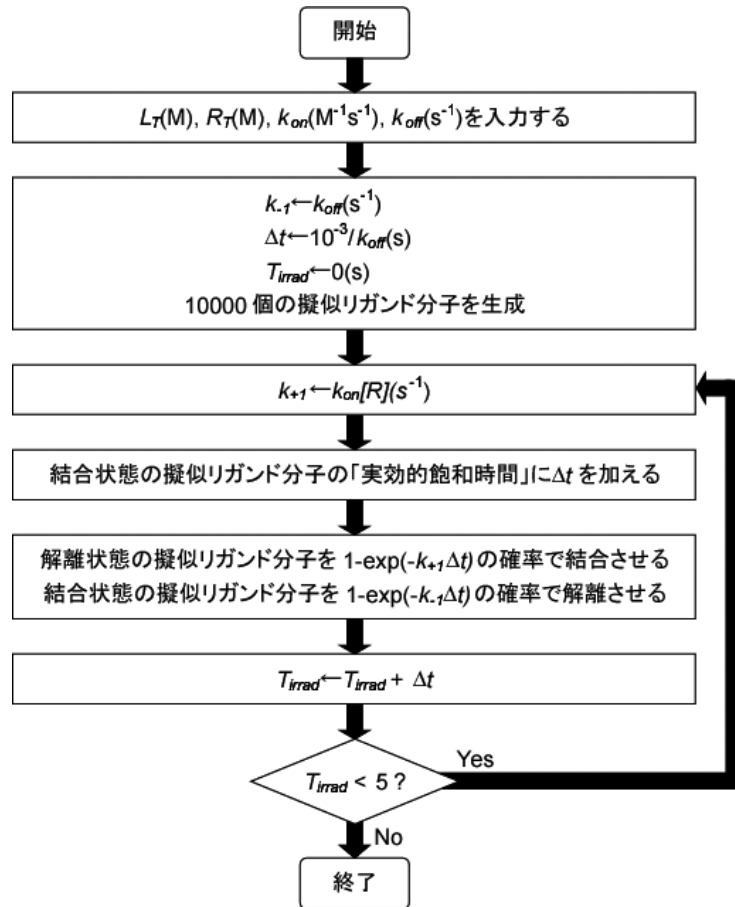 開始
L_T(M), R_T(M), k_on(M⁻¹s⁻¹), k_off(s⁻¹)を入力する
k₋₁←k_off(s⁻¹)
Δt←10⁻³/k_off(s)
T_irrad←0(s)
10000 個の擬似リガンド分子を生成
k₊₁←k_on[R](s⁻¹)
結合状態の擬似リガンド分子の「実効的飽和時間」にΔt を加える
解離状態の擬似リガンド分子を 1-exp(-k₊₁Δt) の確率で結合させる
結合状態の擬似リガンド分子を 1-exp(-k₋₁Δt) の確率で解離させる
T_irrad←T_irrad + Δt
T_irrad < 5 ?
Yes
No
終了